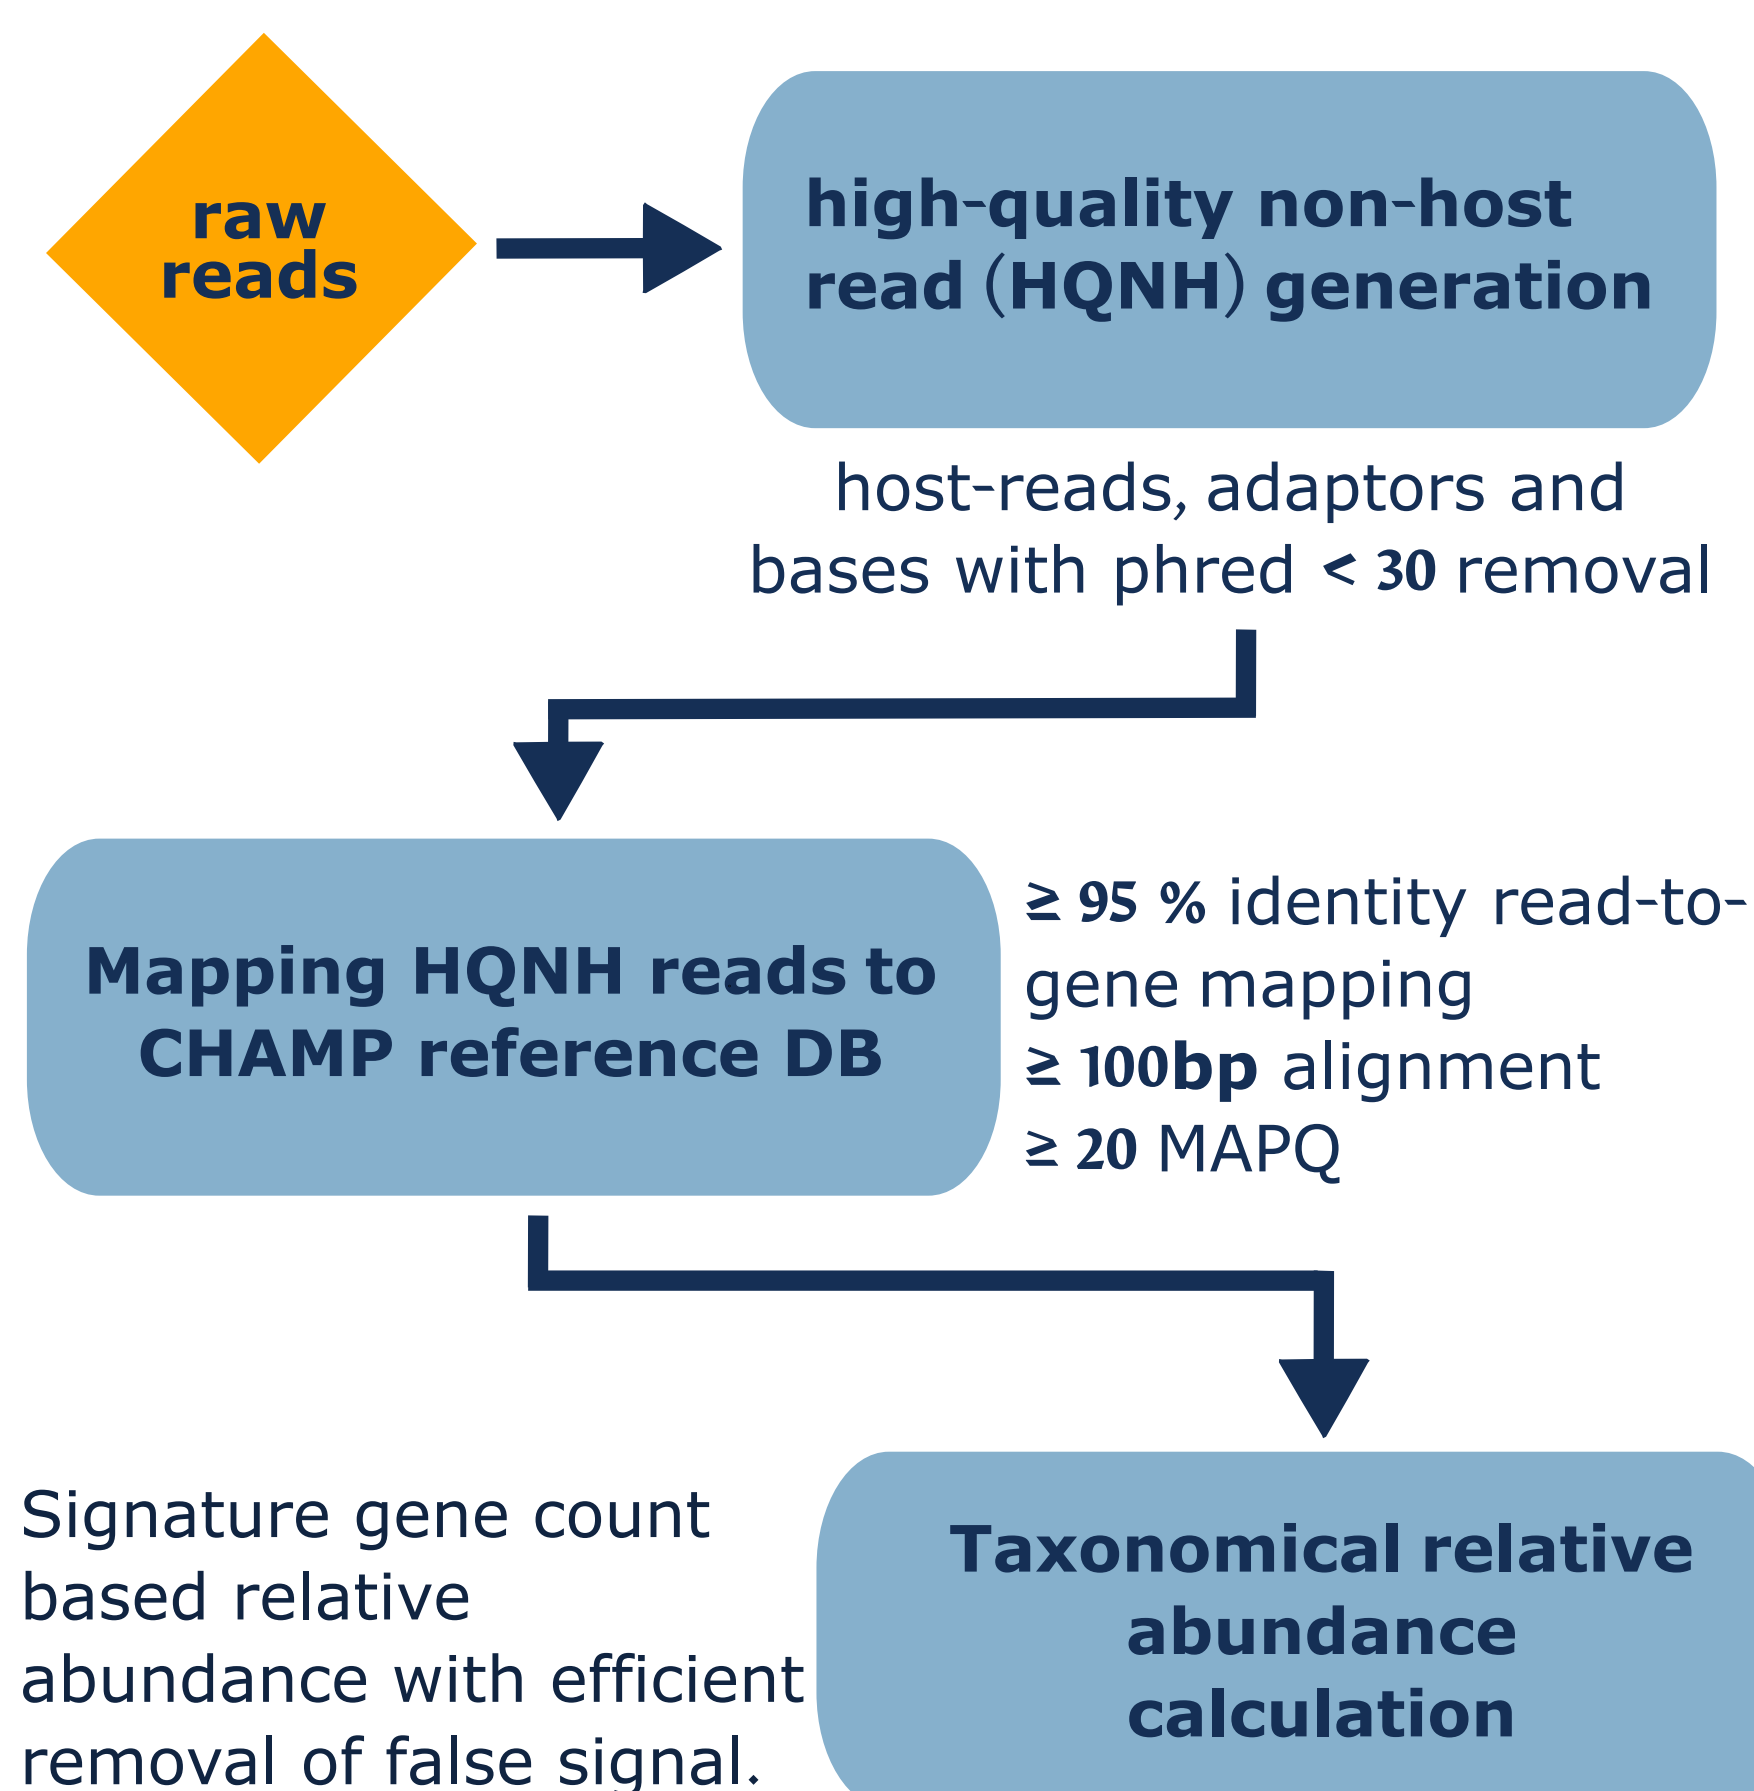 raw
reads
high-quality non-host
read (HQNH) generation
host-reads, adaptors and
bases with phred < 30 removal
Mapping HQNH reads to
CHAMP reference DB
≥ 95 % identity read-to-
gene mapping
≥ 100bp alignment
≥ 20 MAPQ
Signature gene count
based relative
abundance with efficient
removal of false signal.
Taxonomical relative
abundance
calculation